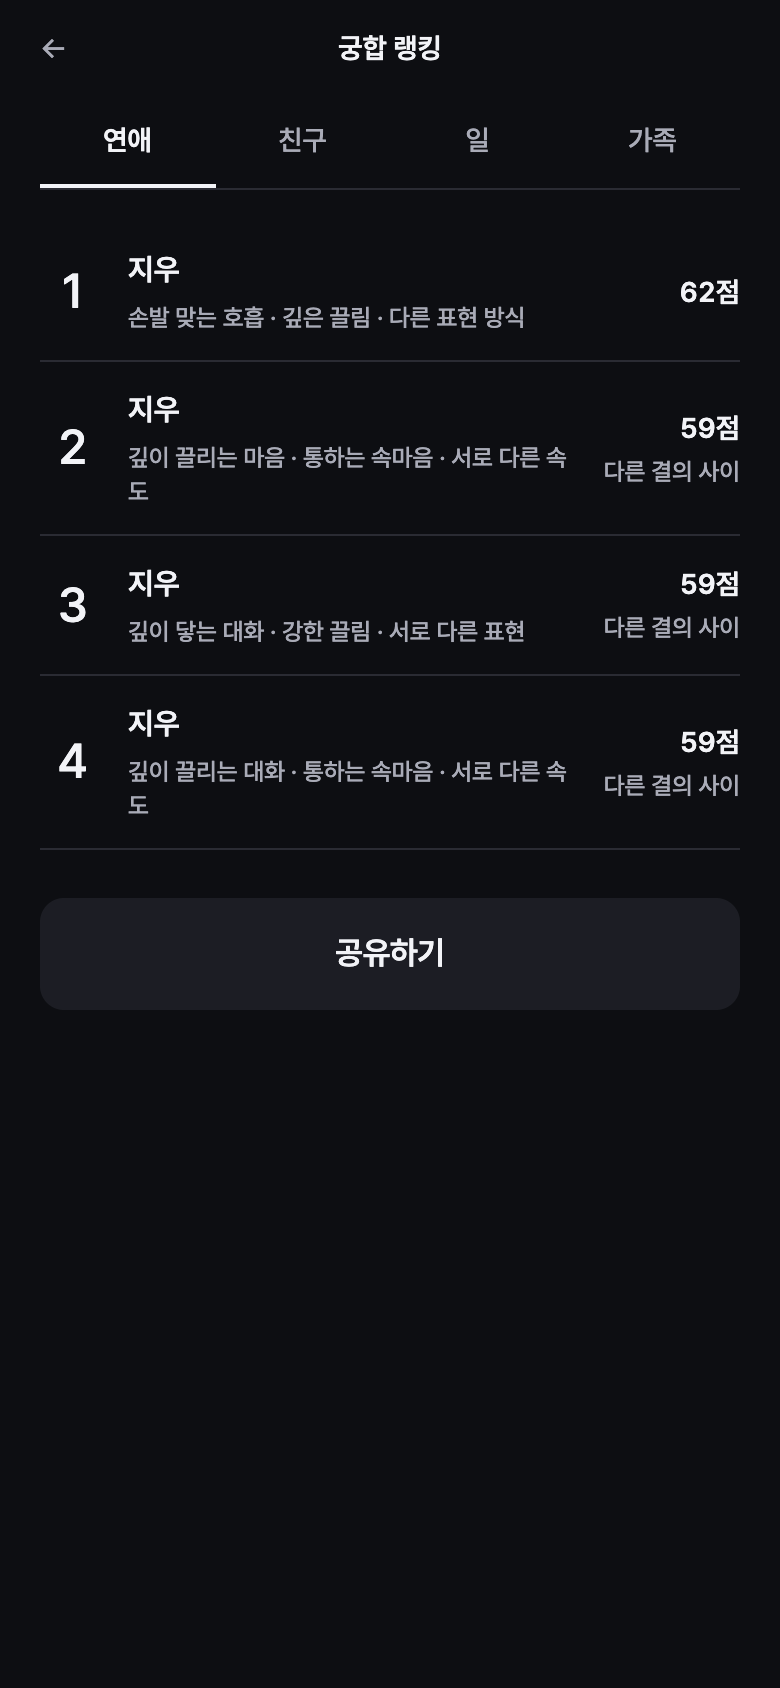 궁합 랭킹
연애 친구 일 가족
1
지우
손발 맞는 호흡 · 깊은 끌림 · 다른 표현 방식
62점
2
지우
깊이 끌리는 마음 · 통하는 속마음 · 서로 다른 속
도
59점
다른 결의 사이
3
지우
깊이 닿는 대화 · 강한 끌림 · 서로 다른 표현
59점
다른 결의 사이
4
지우
깊이 끌리는 대화 · 통하는 속마음 · 서로 다른 속
도
59점
다른 결의 사이
공유하기